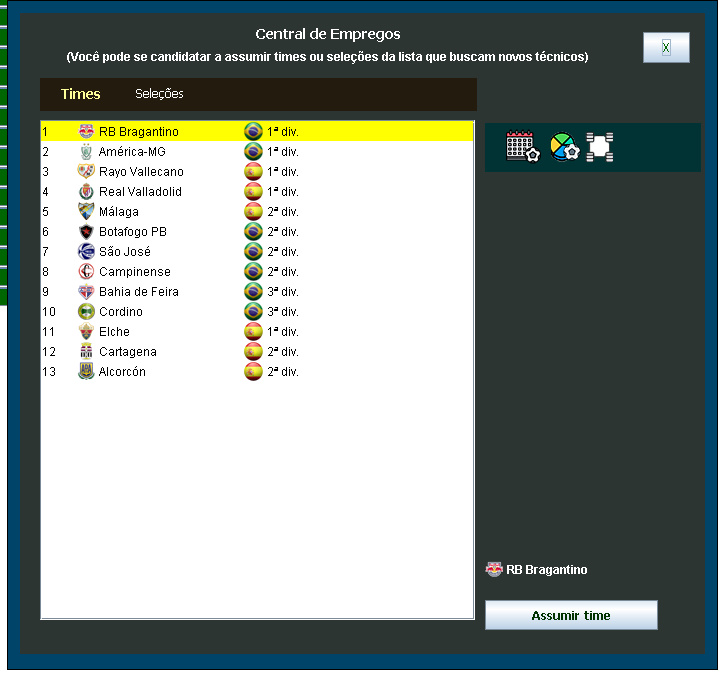 Central de Empregos
(Você pode se candidatar a assumir times ou seleções da lista que buscam novos técnicos)
X
Times Seleções
1 RB Bragantino 1ª div.
2 América-MG 1ª div.
3 Rayo Vallecano 1ª div.
4 Real Valladolid 1ª div.
5 Málaga 2ª div.
6 Botafogo PB 2ª div.
7 São José 2ª div.
8 Campinense 2ª div.
9 Bahia de Feira 3ª div.
10 Cordino 3ª div.
11 Elche 1ª div.
12 Cartagena 2ª div.
13 Alcorcón 2ª div.
RB Bragantino
Assumir time